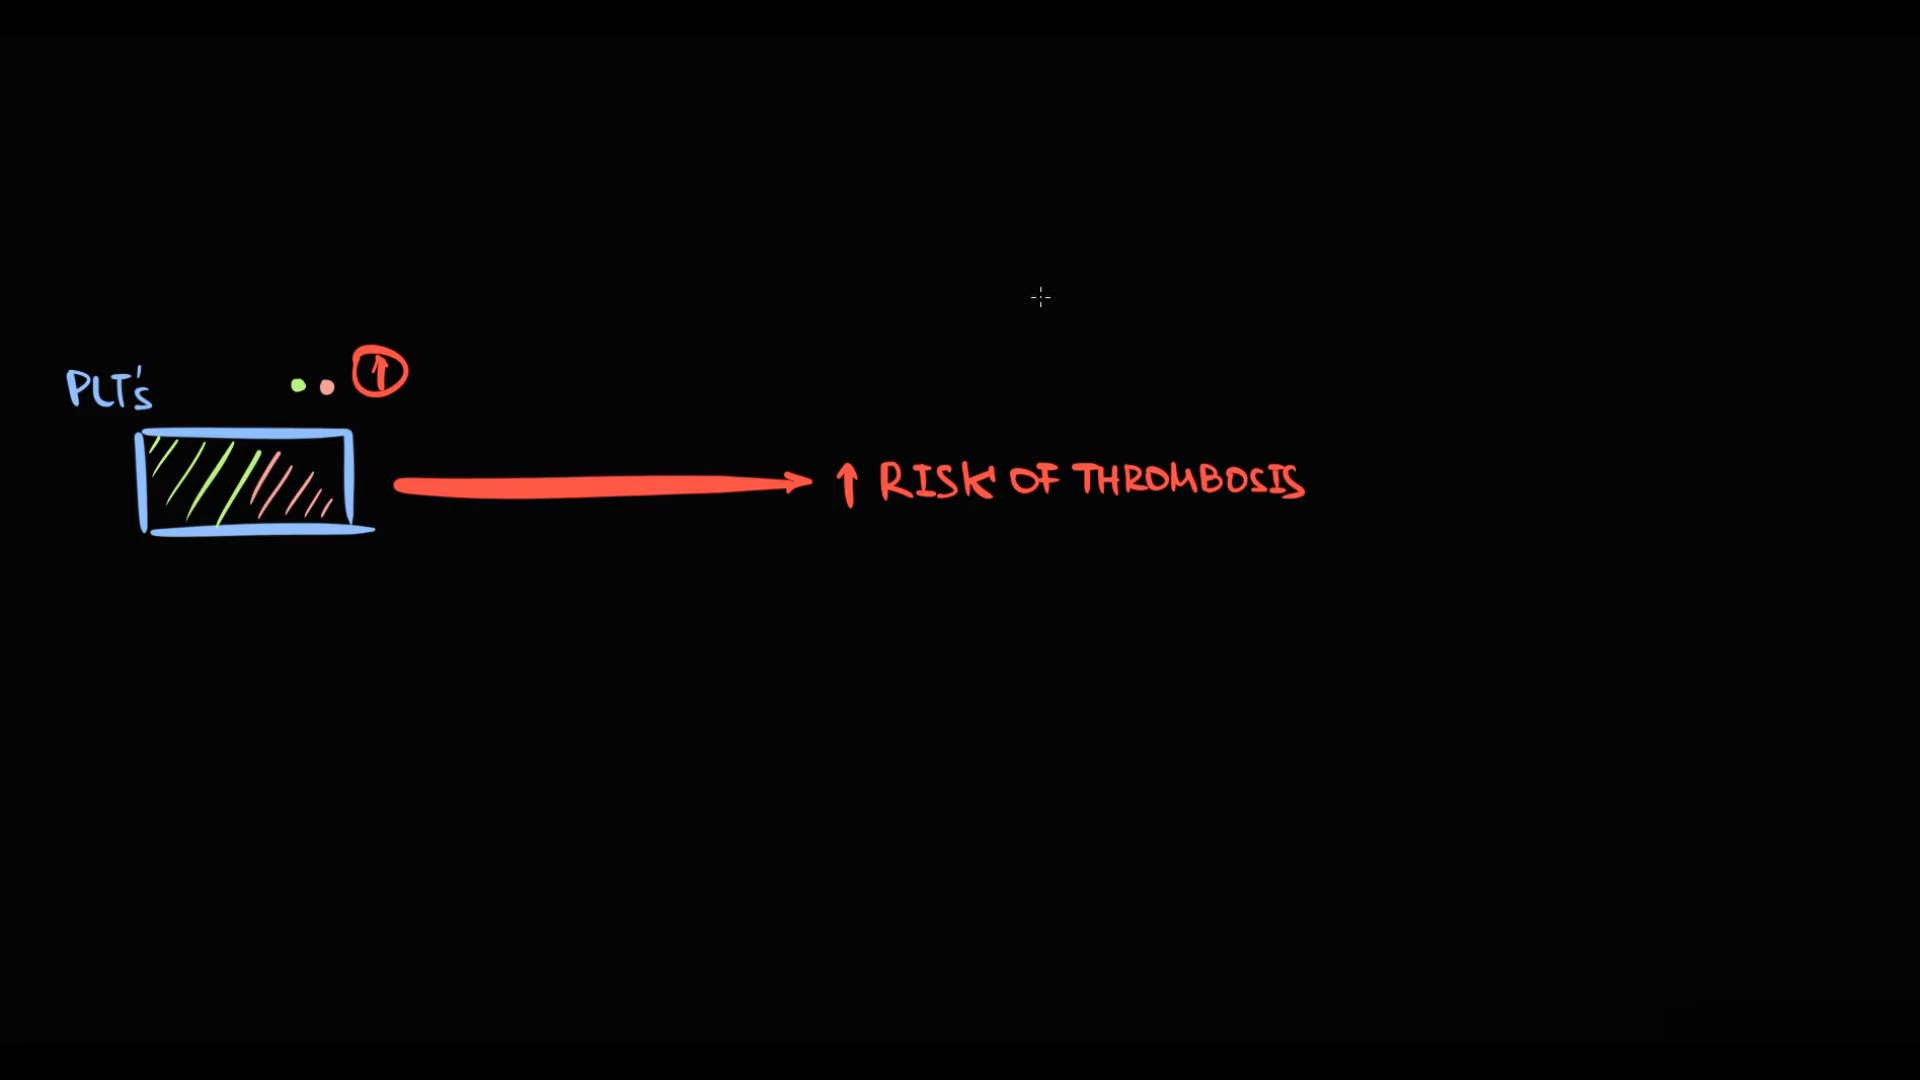 PLT's
↑
↑ RISK OF THROMBOSIS